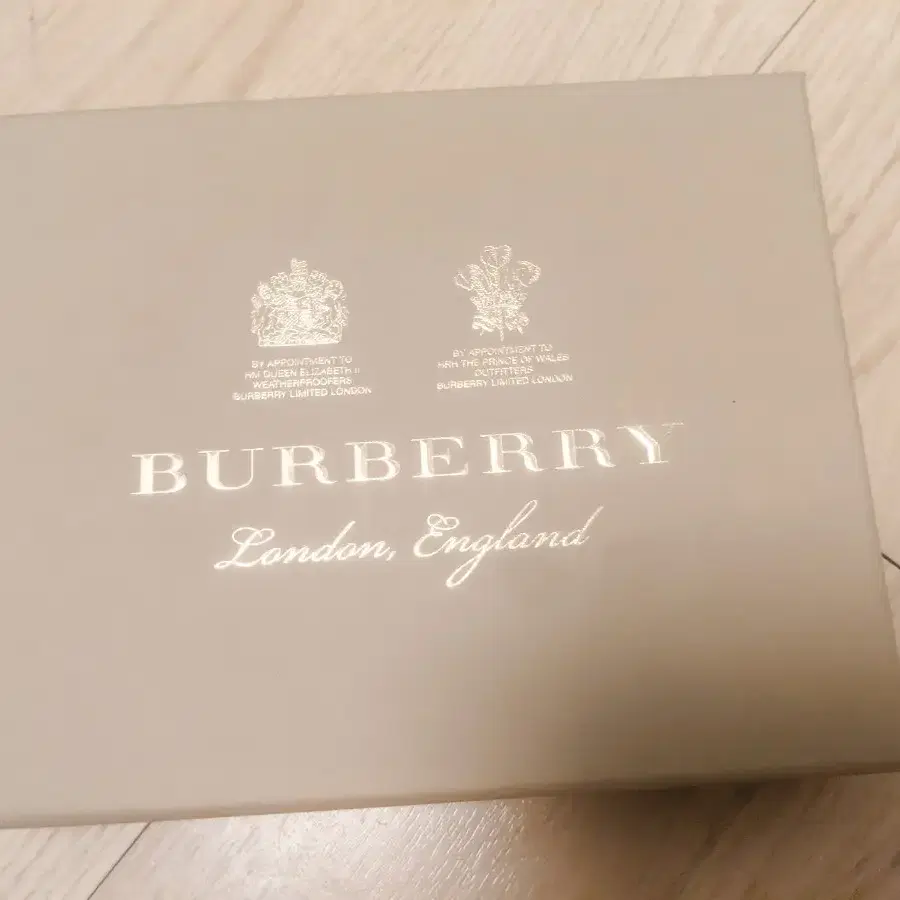 BY APPOINTMENT TO
HM QUEEN ELIZABETH II
WEATHERPROOFERS
BURBERRY LIMITED LONDON
BY APPOINTMENT TO
HRH THE PRINCE OF WALES
OUTFITTERS
BURBERRY LIMITED LONDON
BURBERRY
London, England